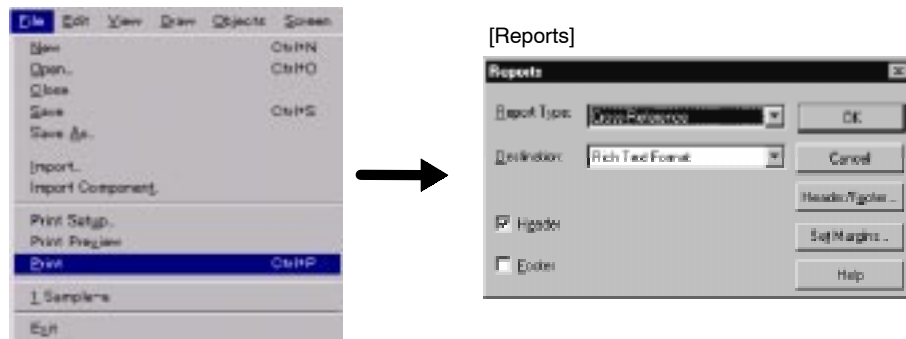 File Edit View Draw Objects Screen
New Ctrl+N
Open.. Ctrl+O
Close
Save Ctrl+S
Save As..
Import..
Import Component..
Print Setup..
Print Preview
Print Ctrl+P
1 Sample~a
Exit
[Reports]
Reports
Report Type: Cross Reference OK
Destination: Rich Text Format Cancel
Header/Footer ..
Header Set Margins ..
Footer Help